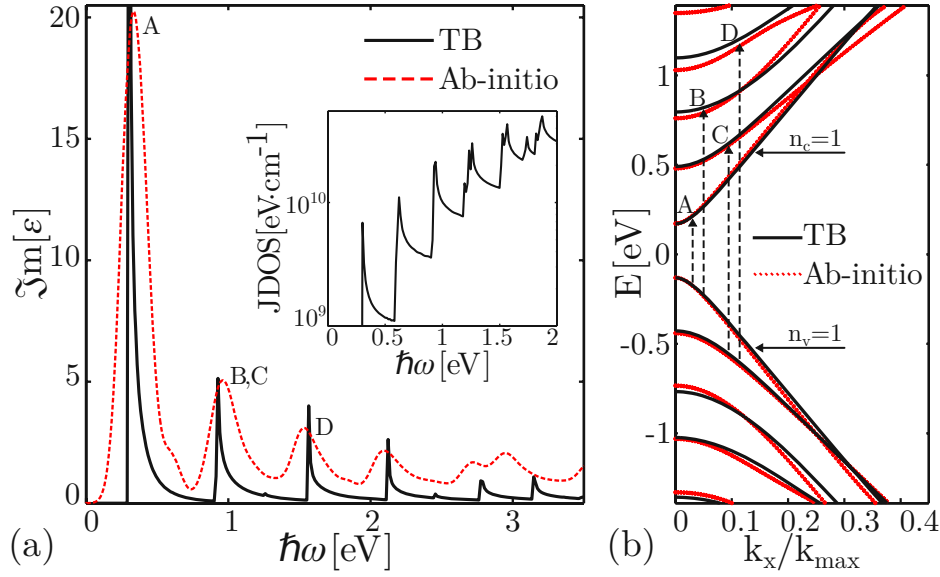 20
15
10
5
0
ℑm[ε]
A
B,C
D
TB
Ab-initio
JDOS[eV·cm⁻¹]
10¹⁰
10⁹
0
0.5
1
1.5
2
ℏω[eV]
0
1
2
3
ℏω[eV]
(a)
1
0.5
0
-0.5
-1
E[eV]
D
B
C
A
n_c=1
TB
Ab-initio
n_v=1
0
0.1
0.2
0.3
0.4
k_x/k_max
(b)